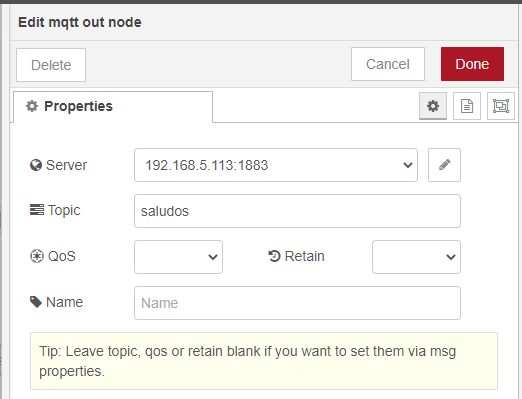 Edit mqtt out node
Delete Cancel Done
Properties
Server 192.168.5.113:1883
Topic saludos
QoS Retain
Name Name
Tip: Leave topic, qos or retain blank if you want to set them via msg
properties.